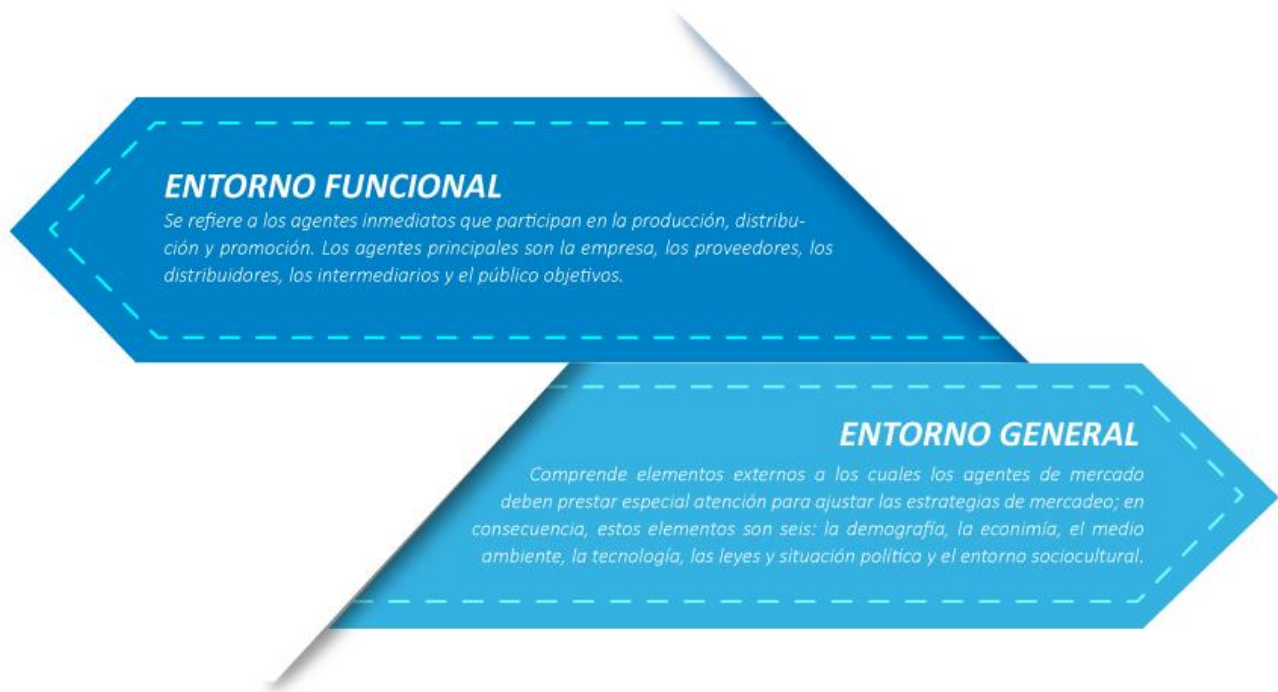 ENTORNO FUNCIONAL
Se refiere a los agentes inmediatos que participan en la producción, distribu-
ción y promoción. Los agentes principales son la empresa, los proveedores, los
distribuidores, los intermediarios y el público objetivos.
ENTORNO GENERAL
Comprende elementos externos a los cuales los agentes de mercado
deben prestar especial atención para ajustar las estrategias de mercadeo; en
consecuencia, estos elementos son seis: la demografía, la econimía, el medio
ambiente, la tecnología, las leyes y situación política y el entorno sociocultural.